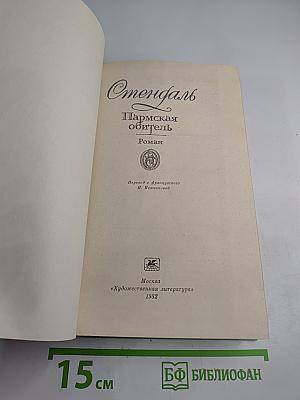 Стендаль
Пармская
обитель
Роман
Перевод с французского
Н. Немчиновой
Москва
«Художественная литература»
1982
15 см
БФ БИБЛИОФАН